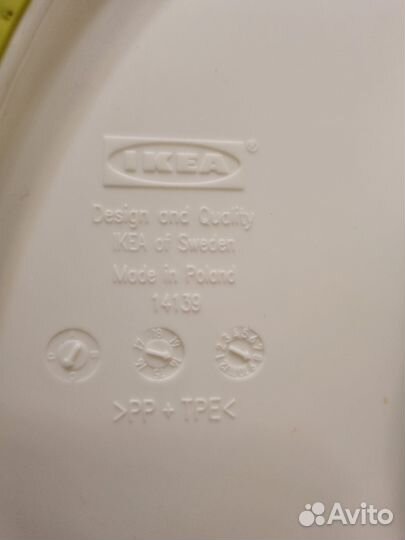 IKEA®
Design and Quality
IKEA of Sweden
Made in Poland
14139
>PP + TPE<
Avito